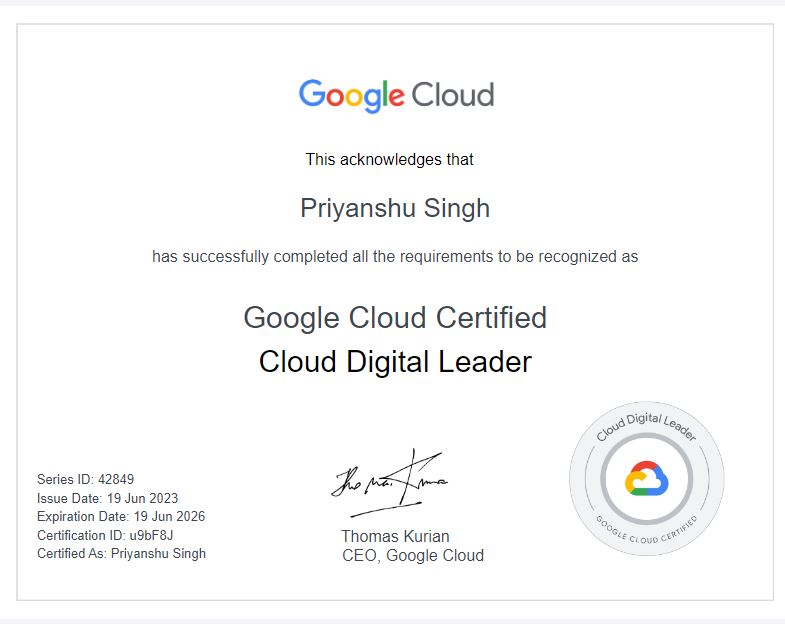 Google Cloud
This acknowledges that
Priyanshu Singh
has successfully completed all the requirements to be recognized as
Google Cloud Certified
Cloud Digital Leader
Series ID: 42849
Issue Date: 19 Jun 2023
Expiration Date: 19 Jun 2026
Certification ID: u9bF8J
Certified As: Priyanshu Singh
Thomas Kurian
CEO, Google Cloud
Cloud Digital Leader
GOOGLE CLOUD CERTIFIED